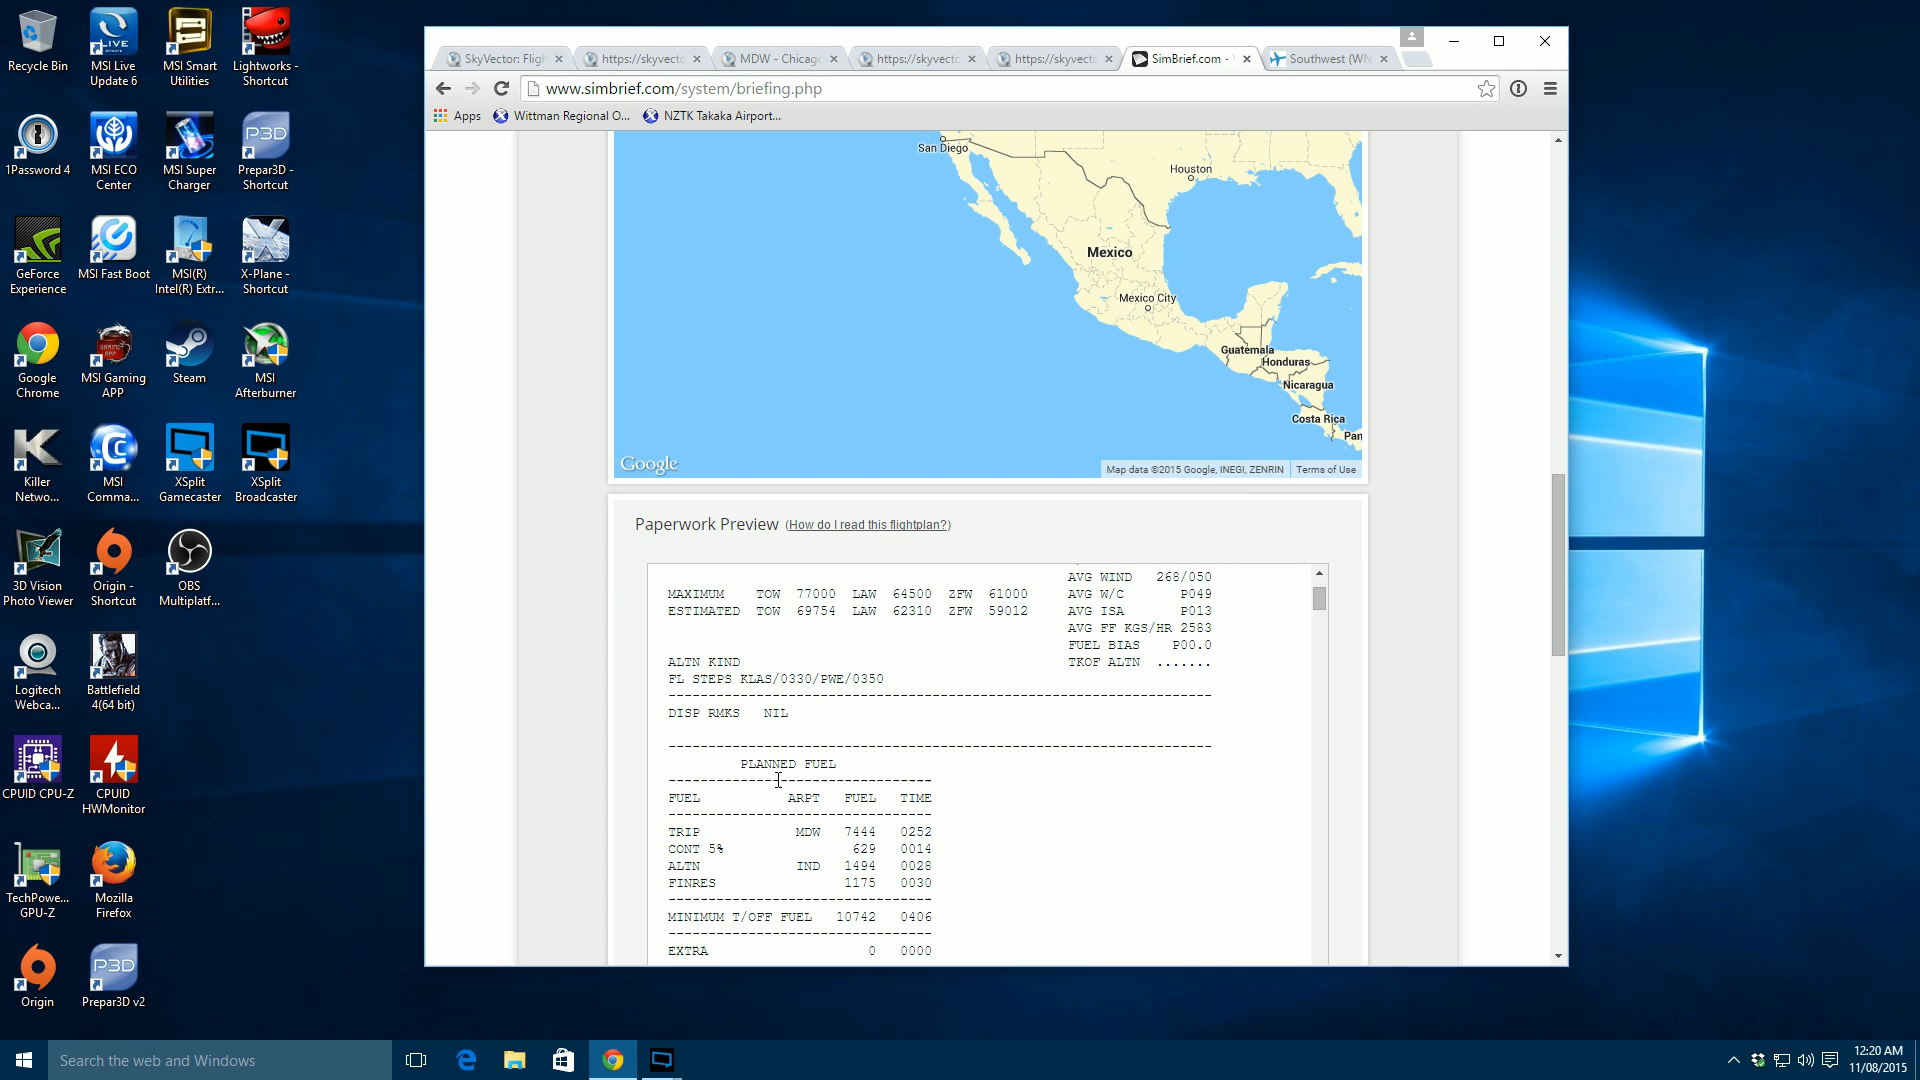 Recycle Bin
MSI Live
Update 6
MSI Smart
Utilities
Lightworks -
Shortcut
1Password 4
MSI ECO
Center
MSI Super
Charger
Prepar3D -
Shortcut
GeForce
Experience
MSI Fast Boot
MSI(R)
Intel(R) Extr...
X-Plane -
Shortcut
Google
Chrome
MSI Gaming
APP
Steam
MSI
Afterburner
Killer
Netwo...
MSI
Comma...
XSplit
Gamecaster
XSplit
Broadcaster
3D Vision
Photo Viewer
Origin -
Shortcut
OBS
Multiplatf...
Logitech
Webca...
Battlefield
4(64 bit)
CPUID CPU-Z
CPUID
HWMonitor
TechPowe...
GPU-Z
Mozilla
Firefox
Origin
Prepar3D v2
SkyVector: Fligh
https://skyvecto
MDW - Chicago
https://skyvecto
https://skyvecto
SimBrief.com -
Southwest (WN
www.simbrief.com/system/briefing.php
Apps
Wittman Regional O...
NZTK Takaka Airport...
San Diego
Houston
Mexico
Mexico City
Guatemala
Honduras
Nicaragua
Costa Rica
Pan
Google
Map data ©2015 Google, INEGI, ZENRIN
Terms of Use
Paperwork Preview (How do I read this flightplan?)
AVG WIND 268/050
MAXIMUM TOW 77000 LAW 64500 ZFW 61000 AVG W/C P049
ESTIMATED TOW 69754 LAW 62310 ZFW 59012 AVG ISA P013
AVG FF KGS/HR 2583
FUEL BIAS P00.0
ALTN KIND TKOF ALTN .......
FL STEPS KLAS/0330/PWE/0350
--------------------------------------------------------------------
DISP RMKS NIL
--------------------------------------------------------------------
PLANNED FUEL
---------------------------------
FUEL ARPT FUEL TIME
---------------------------------
TRIP MDW 7444 0252
CONT 5% 629 0014
ALTN IND 1494 0028
FINRES 1175 0030
---------------------------------
MINIMUM T/OFF FUEL 10742 0406
---------------------------------
EXTRA 0 0000
Search the web and Windows
12:20 AM
11/08/2015